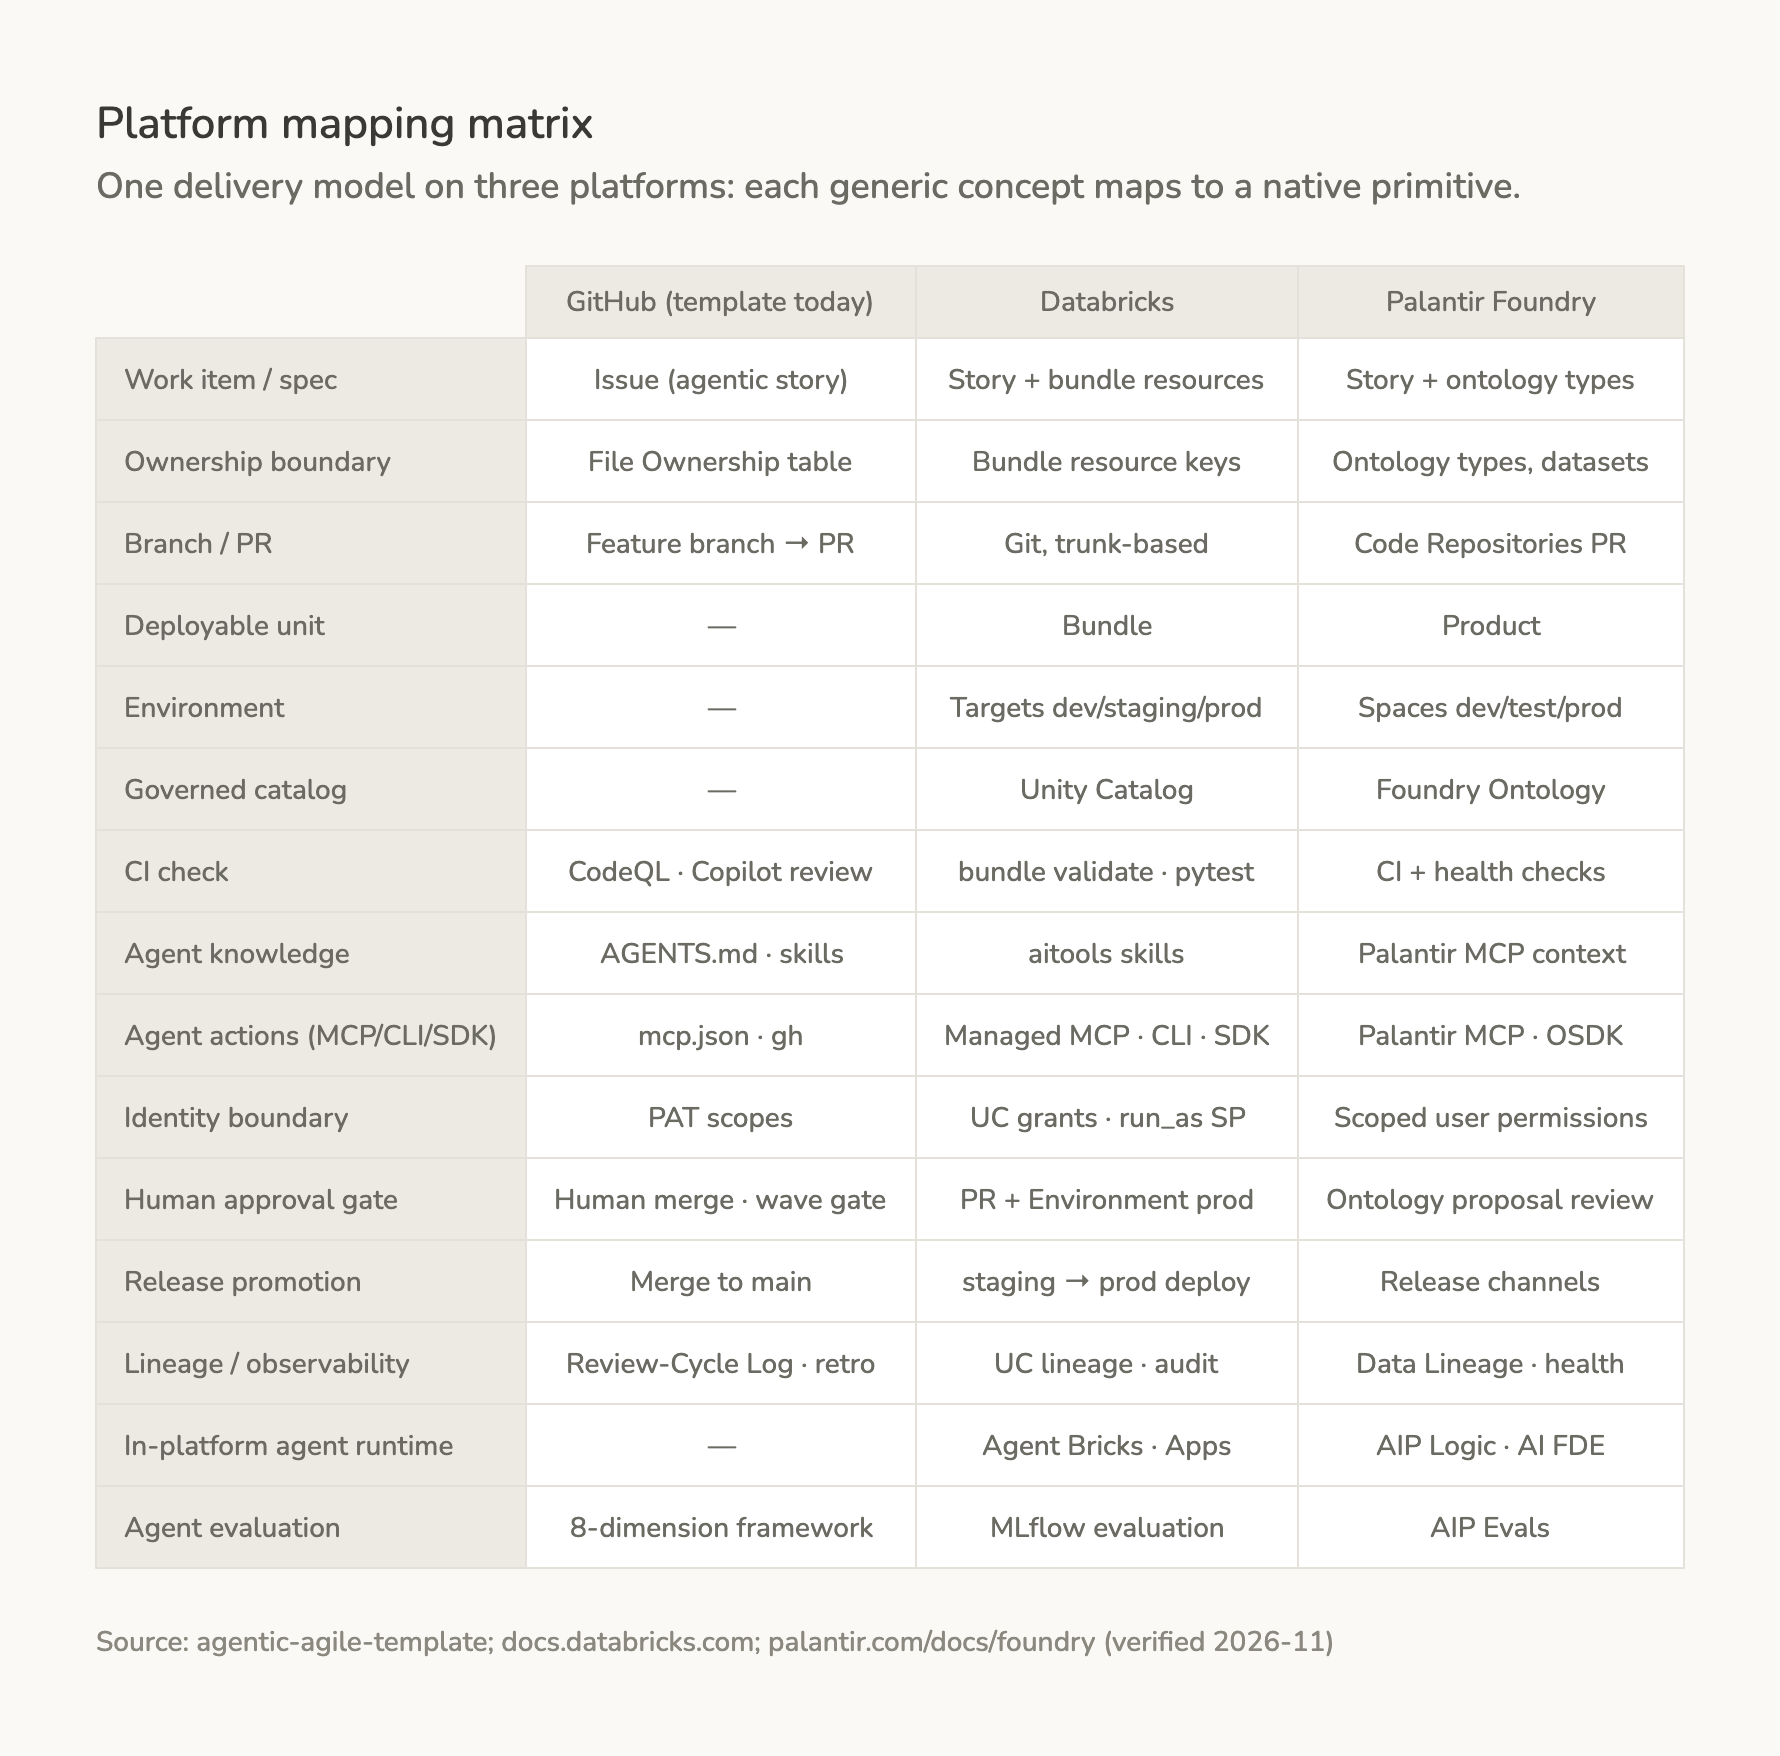 Platform mapping matrix
One delivery model on three platforms: each generic concept maps to a native primitive.
GitHub (template today) Databricks Palantir Foundry
Work item / spec Issue (agentic story) Story + bundle resources Story + ontology types
Ownership boundary File Ownership table Bundle resource keys Ontology types, datasets
Branch / PR Feature branch → PR Git, trunk-based Code Repositories PR
Deployable unit — Bundle Product
Environment — Targets dev/staging/prod Spaces dev/test/prod
Governed catalog — Unity Catalog Foundry Ontology
CI check CodeQL · Copilot review bundle validate · pytest CI + health checks
Agent knowledge AGENTS.md · skills aitools skills Palantir MCP context
Agent actions (MCP/CLI/SDK) mcp.json · gh Managed MCP · CLI · SDK Palantir MCP · OSDK
Identity boundary PAT scopes UC grants · run_as SP Scoped user permissions
Human approval gate Human merge · wave gate PR + Environment prod Ontology proposal review
Release promotion Merge to main staging → prod deploy Release channels
Lineage / observability Review-Cycle Log · retro UC lineage · audit Data Lineage · health
In-platform agent runtime — Agent Bricks · Apps AIP Logic · AI FDE
Agent evaluation 8-dimension framework MLflow evaluation AIP Evals
Source: agentic-agile-template; docs.databricks.com; palantir.com/docs/foundry (verified 2026-11)